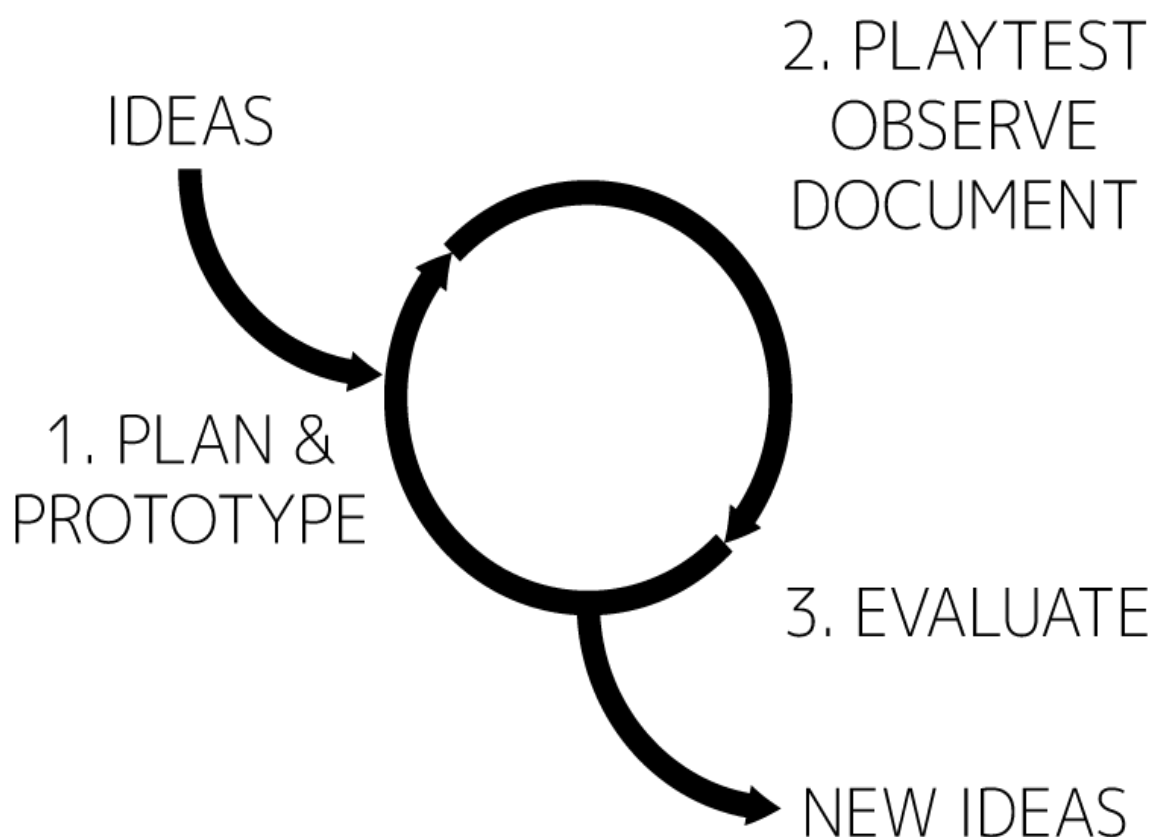 IDEAS
1. PLAN &
PROTOTYPE
2. PLAYTEST
OBSERVE
DOCUMENT
3. EVALUATE
NEW IDEAS